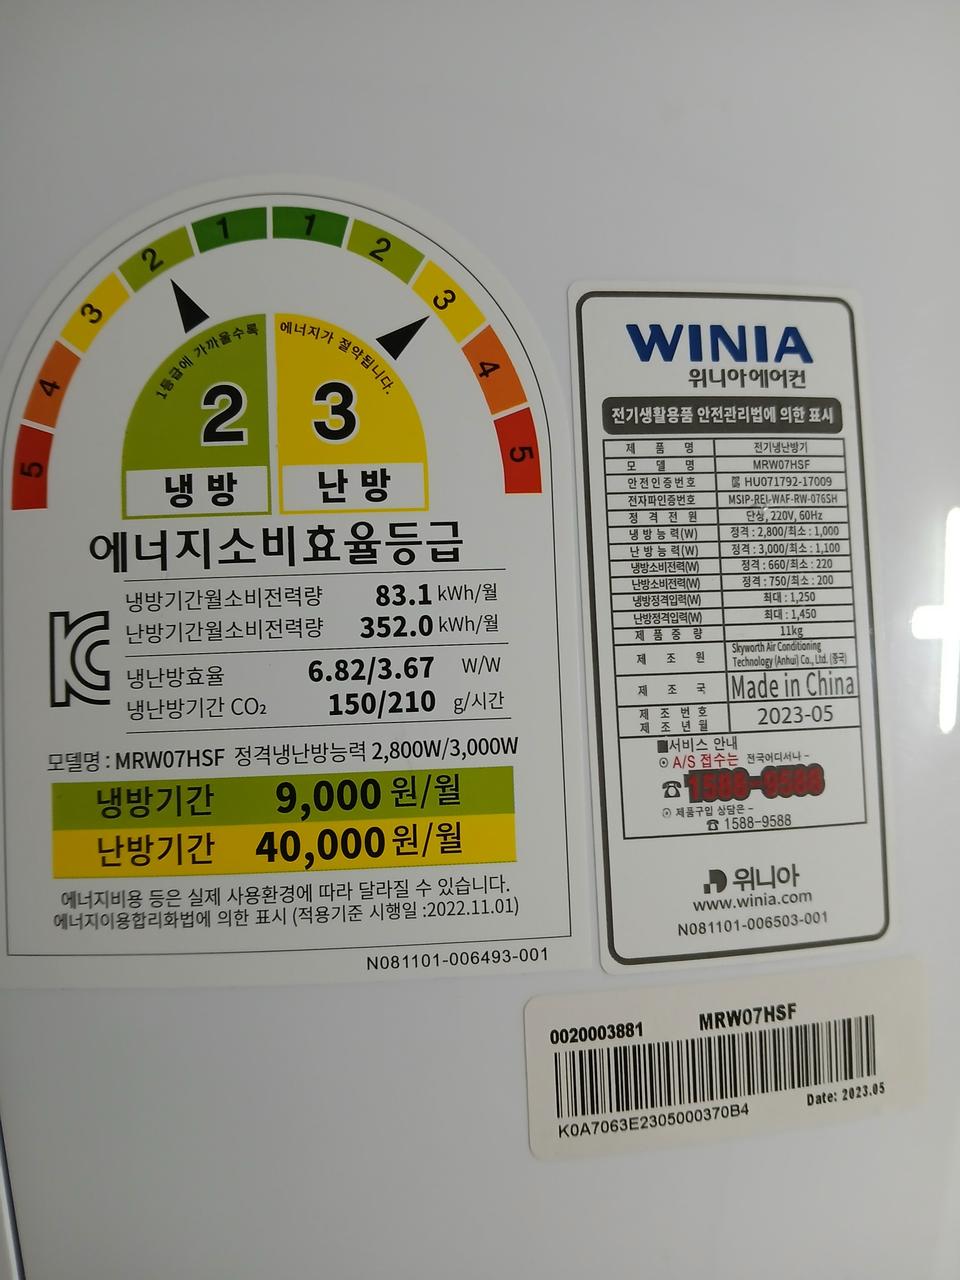 5 4 3 2 1 1 2 3 4 5
1등급에 가까울수록 에너지가 절약됩니다.
2 3
냉방 난방
에너지소비효율등급
냉방기간월소비전력량 83.1 kWh/월
난방기간월소비전력량 352.0 kWh/월
냉난방효율 6.82/3.67 W/W
냉난방기간 CO₂ 150/210 g/시간
모델명 : MRW07HSF 정격냉난방능력 2,800W/3,000W
냉방기간 9,000 원/월
난방기간 40,000 원/월
에너지비용 등은 실제 사용환경에 따라 달라질 수 있습니다.
에너지이용합리화법에 의한 표시 (적용기준 시행일 :2022.11.01)
N081101-006493-001
WINIA
위니아에어컨
전기생활용품 안전관리법에 의한 표시
제 품 명 전기냉난방기
모 델 명 MRW07HSF
안전인증번호 HU071792-17009
전자파인증번호 MSIP-REI-WAF-RW-076SH
정 격 전 원 단상, 220V, 60Hz
냉 방 능 력(W) 정격 : 2,800/최소 : 1,000
난 방 능 력(W) 정격 : 3,000/최소 : 1,100
냉방소비전력(W) 정격 : 660/최소 : 220
난방소비전력(W) 정격 : 750/최소 : 200
냉방정격입력(W) 최대 : 1,250
난방정격입력(W) 최대 : 1,450
제 품 중 량 11kg
제 조 원 Skyworth Air Conditioning
Technology (Anhui) Co., Ltd. (중국)
제 조 국 Made in China
제 조 번 호
제 조 년 월 2023-05
■서비스 안내
⊙ A/S 접수는 전국어디서나 ~
☎ 1588-9588
⊙ 제품구입 상담은 ~
☎ 1588-9588
위니아
www.winia.com
N081101-006503-001
0020003881 MRW07HSF
K0A7063E2305000370B4 Date: 2023.05